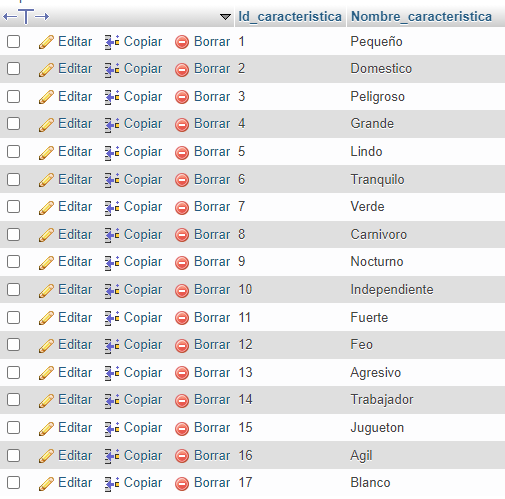 Id_caracteristica Nombre_caracteristica
Editar Copiar Borrar 1 Pequeño
Editar Copiar Borrar 2 Domestico
Editar Copiar Borrar 3 Peligroso
Editar Copiar Borrar 4 Grande
Editar Copiar Borrar 5 Lindo
Editar Copiar Borrar 6 Tranquilo
Editar Copiar Borrar 7 Verde
Editar Copiar Borrar 8 Carnivoro
Editar Copiar Borrar 9 Nocturno
Editar Copiar Borrar 10 Independiente
Editar Copiar Borrar 11 Fuerte
Editar Copiar Borrar 12 Feo
Editar Copiar Borrar 13 Agresivo
Editar Copiar Borrar 14 Trabajador
Editar Copiar Borrar 15 Jugueton
Editar Copiar Borrar 16 Agil
Editar Copiar Borrar 17 Blanco